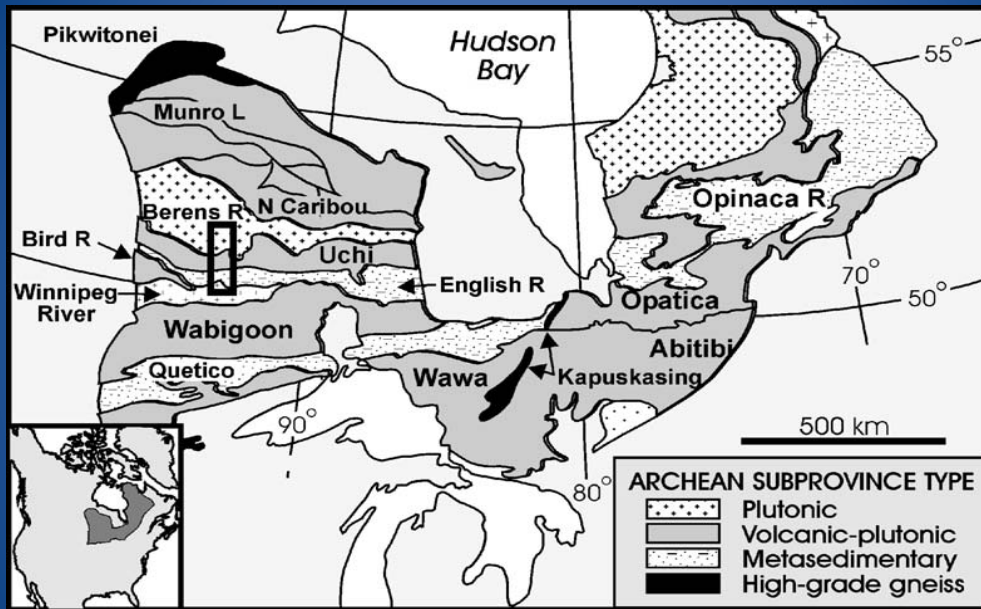 Pikwitonei
Hudson
Bay
55°
Munro L
N Caribou
Berens R
Opinaca R
Bird R
Uchi
70°
Winnipeg
River
English R
50°
Opatica
Wabigoon
Abitibi
Quetico
Wawa
Kapuskasing
90°
500 km
80°
ARCHEAN SUBPROVINCE TYPE
Plutonic
Volcanic-plutonic
Metasedimentary
High-grade gneiss